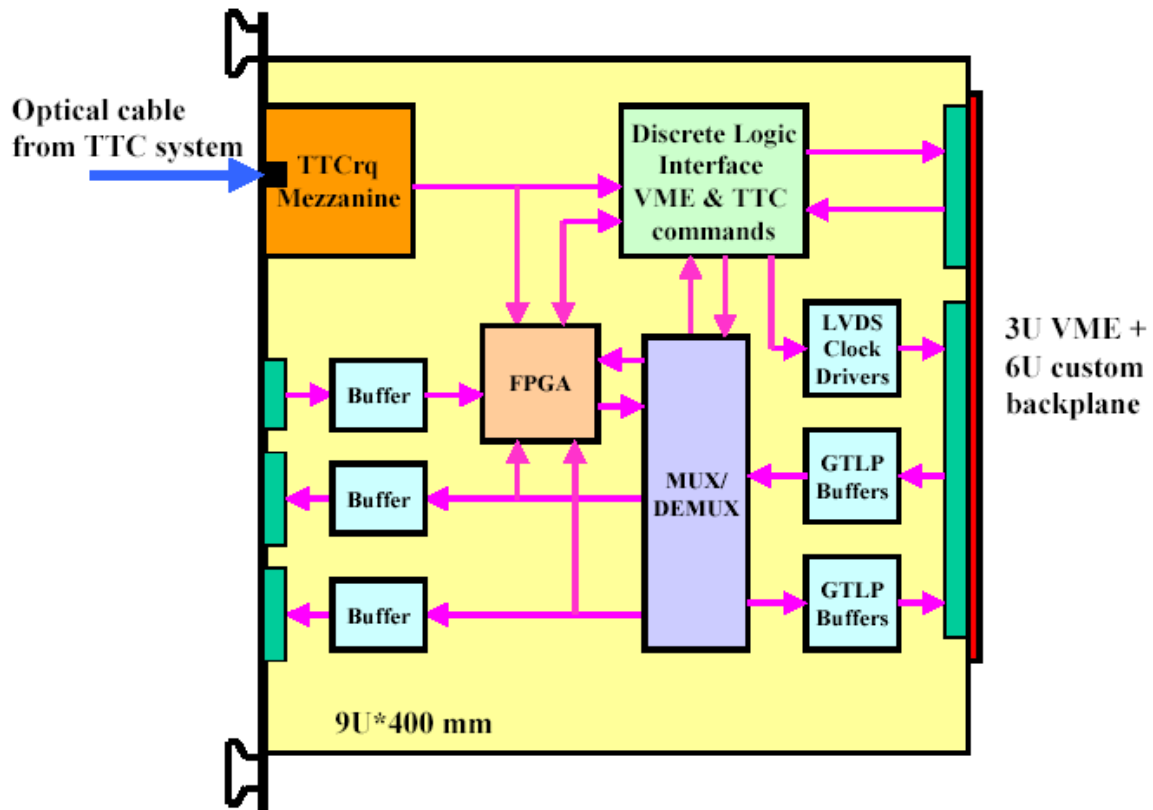 Optical cable
from TTC system
TTCrq
Mezzanine
Discrete Logic
Interface
VME & TTC
commands
LVDS
Clock
Drivers
3U VME +
6U custom
backplane
FPGA
Buffer
MUX/
DEMUX
GTLP
Buffers
Buffer
GTLP
Buffers
Buffer
9U*400 mm